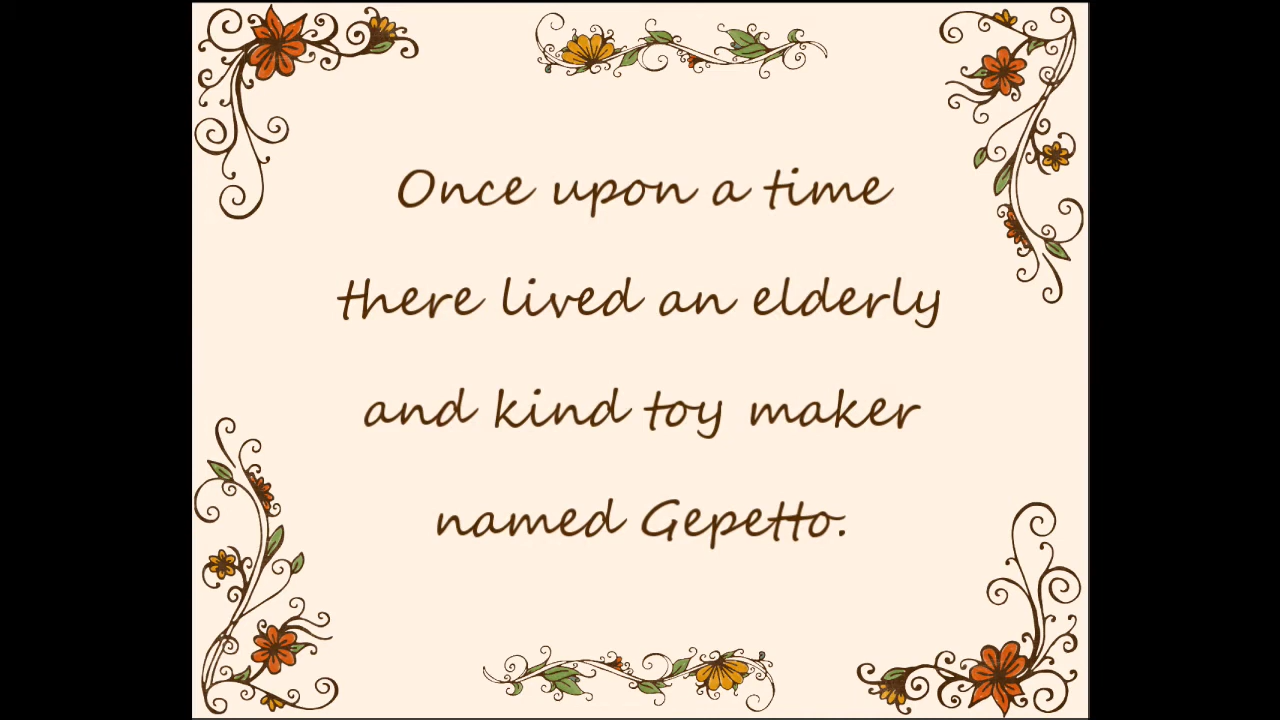 Once upon a time
there lived an elderly
and kind toy maker
named Gepetto.